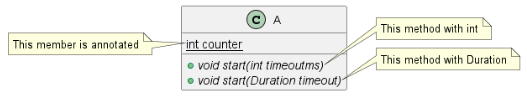 C A
This method with int
This member is annotated
int counter
void start(int timeoutms)
This method with Duration
void start(Duration timeout)